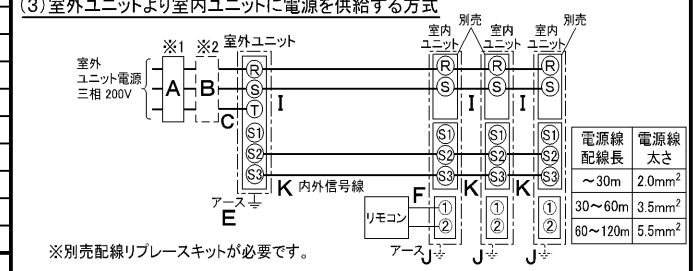 (3)室外ユニットより室内ユニットに電源を供給する方式
別売
別売
※1 ※2 室外ユニット
室内ユニット
室内ユニット
室内ユニット
室外
ユニット電源
三相 200V
A B C
R
S
T
S1
S2
S3
I
K 内外信号線
アース
E
R
S
S1
S2
S3
①
②
I
K
R
S
S1
S2
S3
①
②
I
K
R
S
S1
S2
S3
①
②
F
リモコン
アース J J J
電源線配線長 電源線太さ
～30m 2.0mm²
30～60m 3.5mm²
60～120m 5.5mm²
※別売配線リプレースキットが必要です。